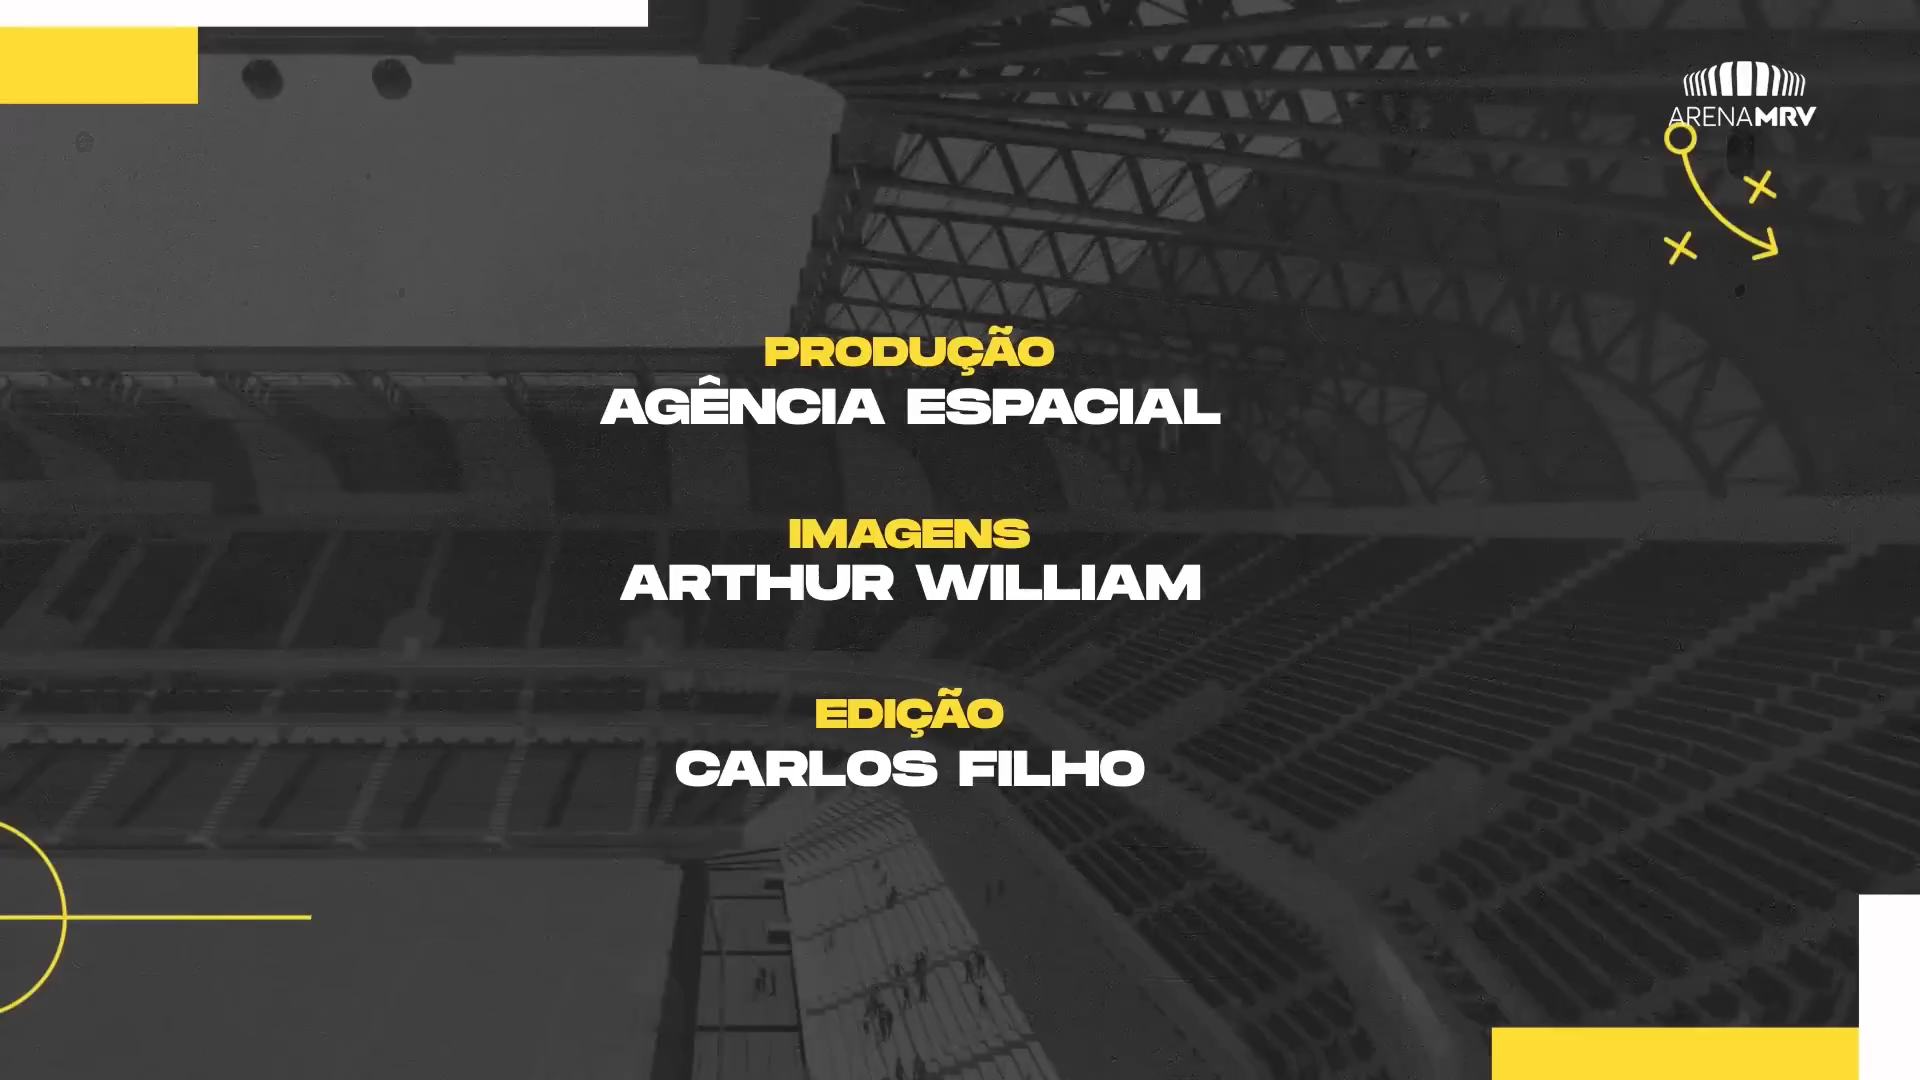 ARENAMRV
PRODUÇÃO
AGÊNCIA ESPACIAL
IMAGENS
ARTHUR WILLIAM
EDIÇÃO
CARLOS FILHO